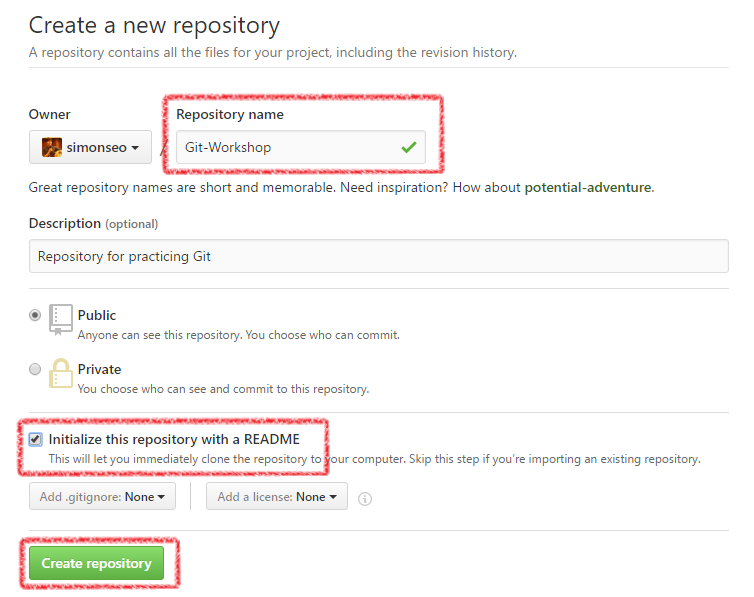 Create a new repository
A repository contains all the files for your project, including the revision history.
Owner
Repository name
simonseo
/
Git-Workshop
Great repository names are short and memorable. Need inspiration? How about potential-adventure.
Description (optional)
Repository for practicing Git
Public
Anyone can see this repository. You choose who can commit.
Private
You choose who can see and commit to this repository.
Initialize this repository with a README
This will let you immediately clone the repository to your computer. Skip this step if you're importing an existing repository.
Add .gitignore: None
Add a license: None
Create repository